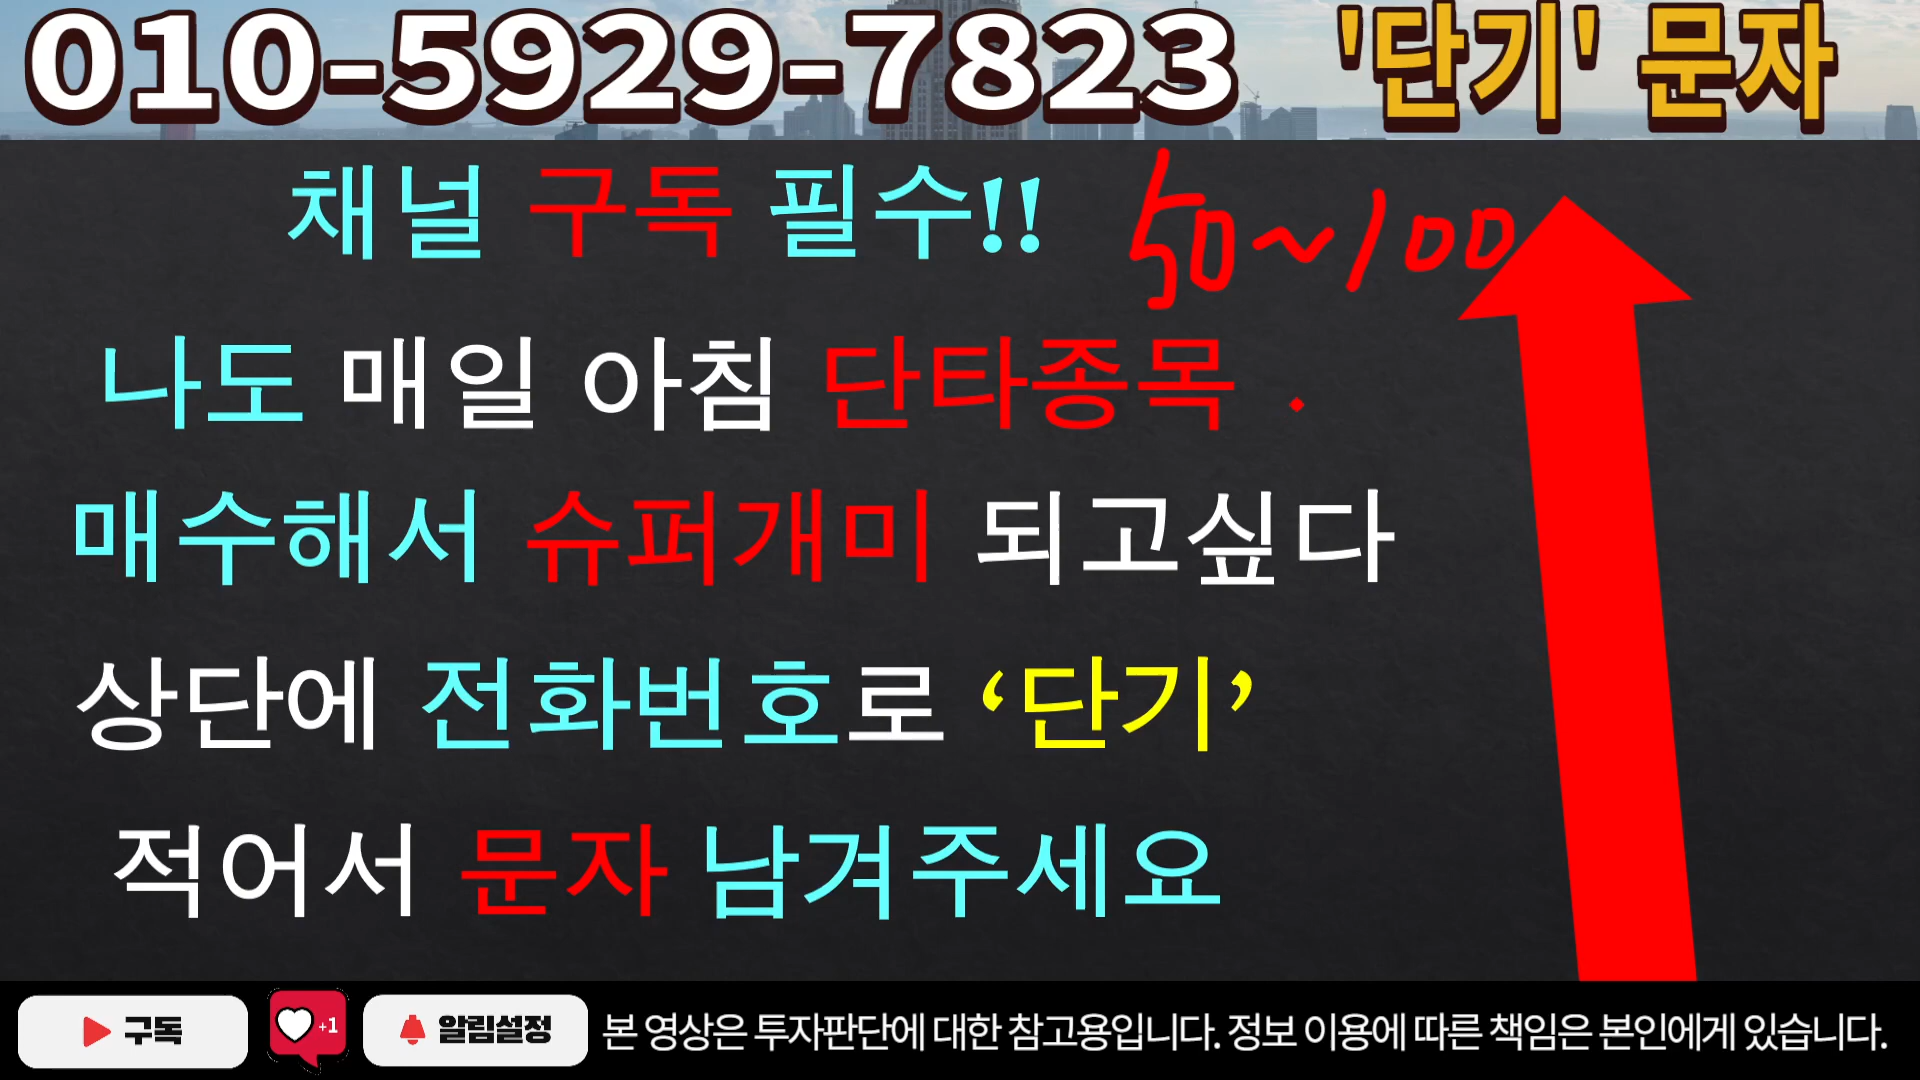 010-5929-7823 '단기' 문자
채널 구독 필수!! 50~100
나도 매일 아침 단타종목 .
매수해서 슈퍼개미 되고싶다
상단에 전화번호로 ‘단기’
적어서 문자 남겨주세요
구독 +1 알림설정 본 영상은 투자판단에 대한 참고용입니다. 정보 이용에 따른 책임은 본인에게 있습니다.